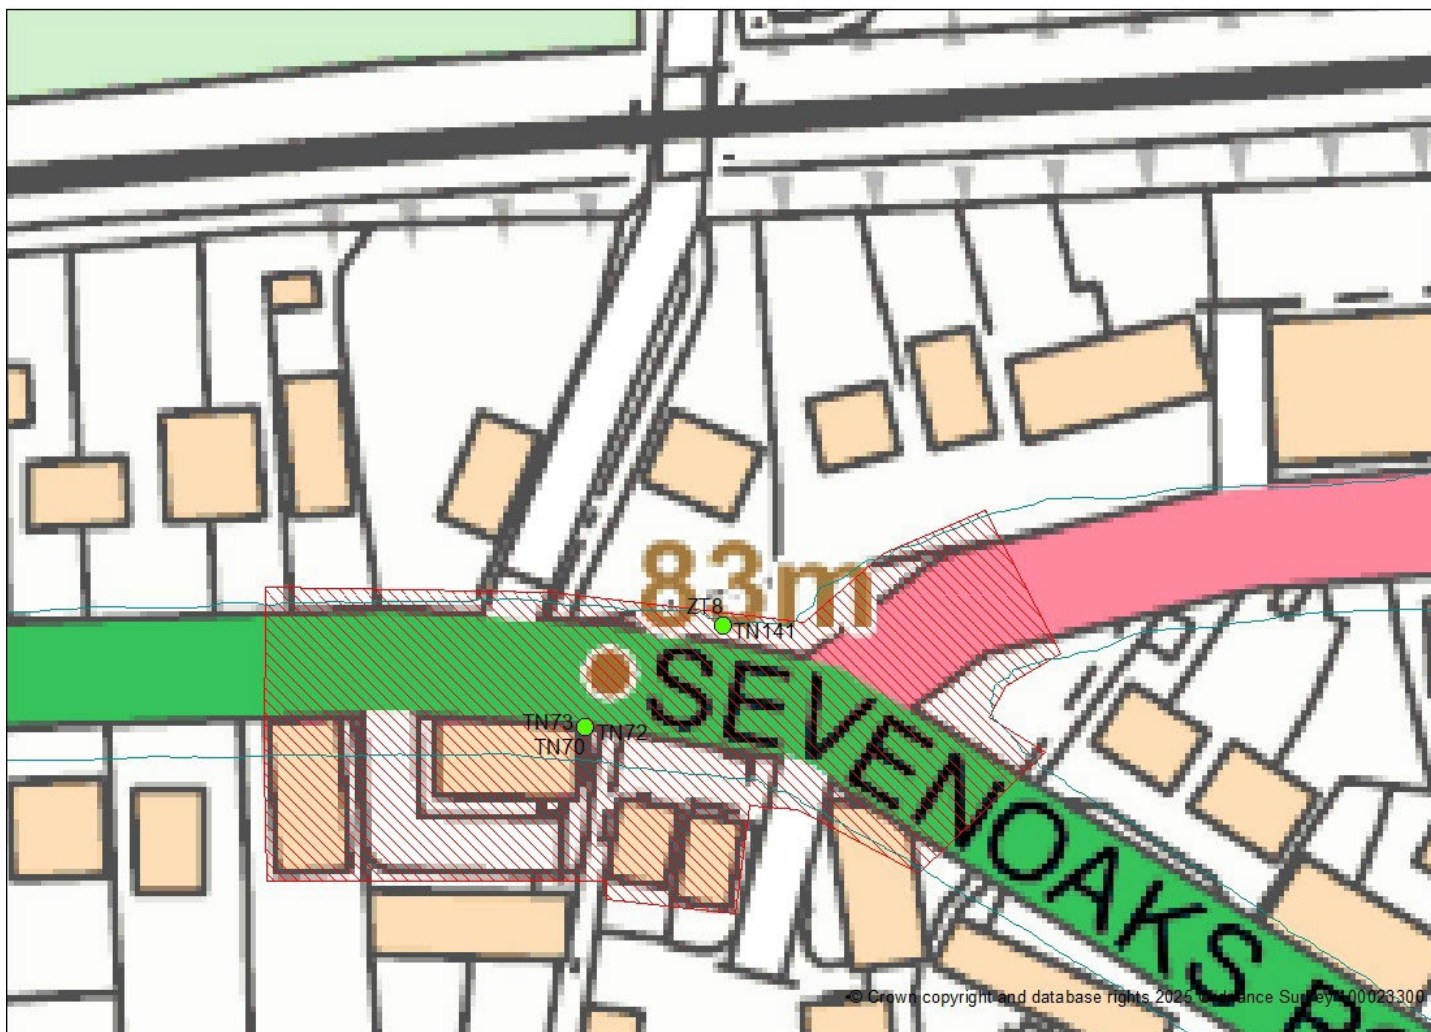 83m
ZT8
TN141
SEVENOAKS R
TN73
TN72
TN70
© Crown copyright and database rights 2025 Ordnance Survey 100023300